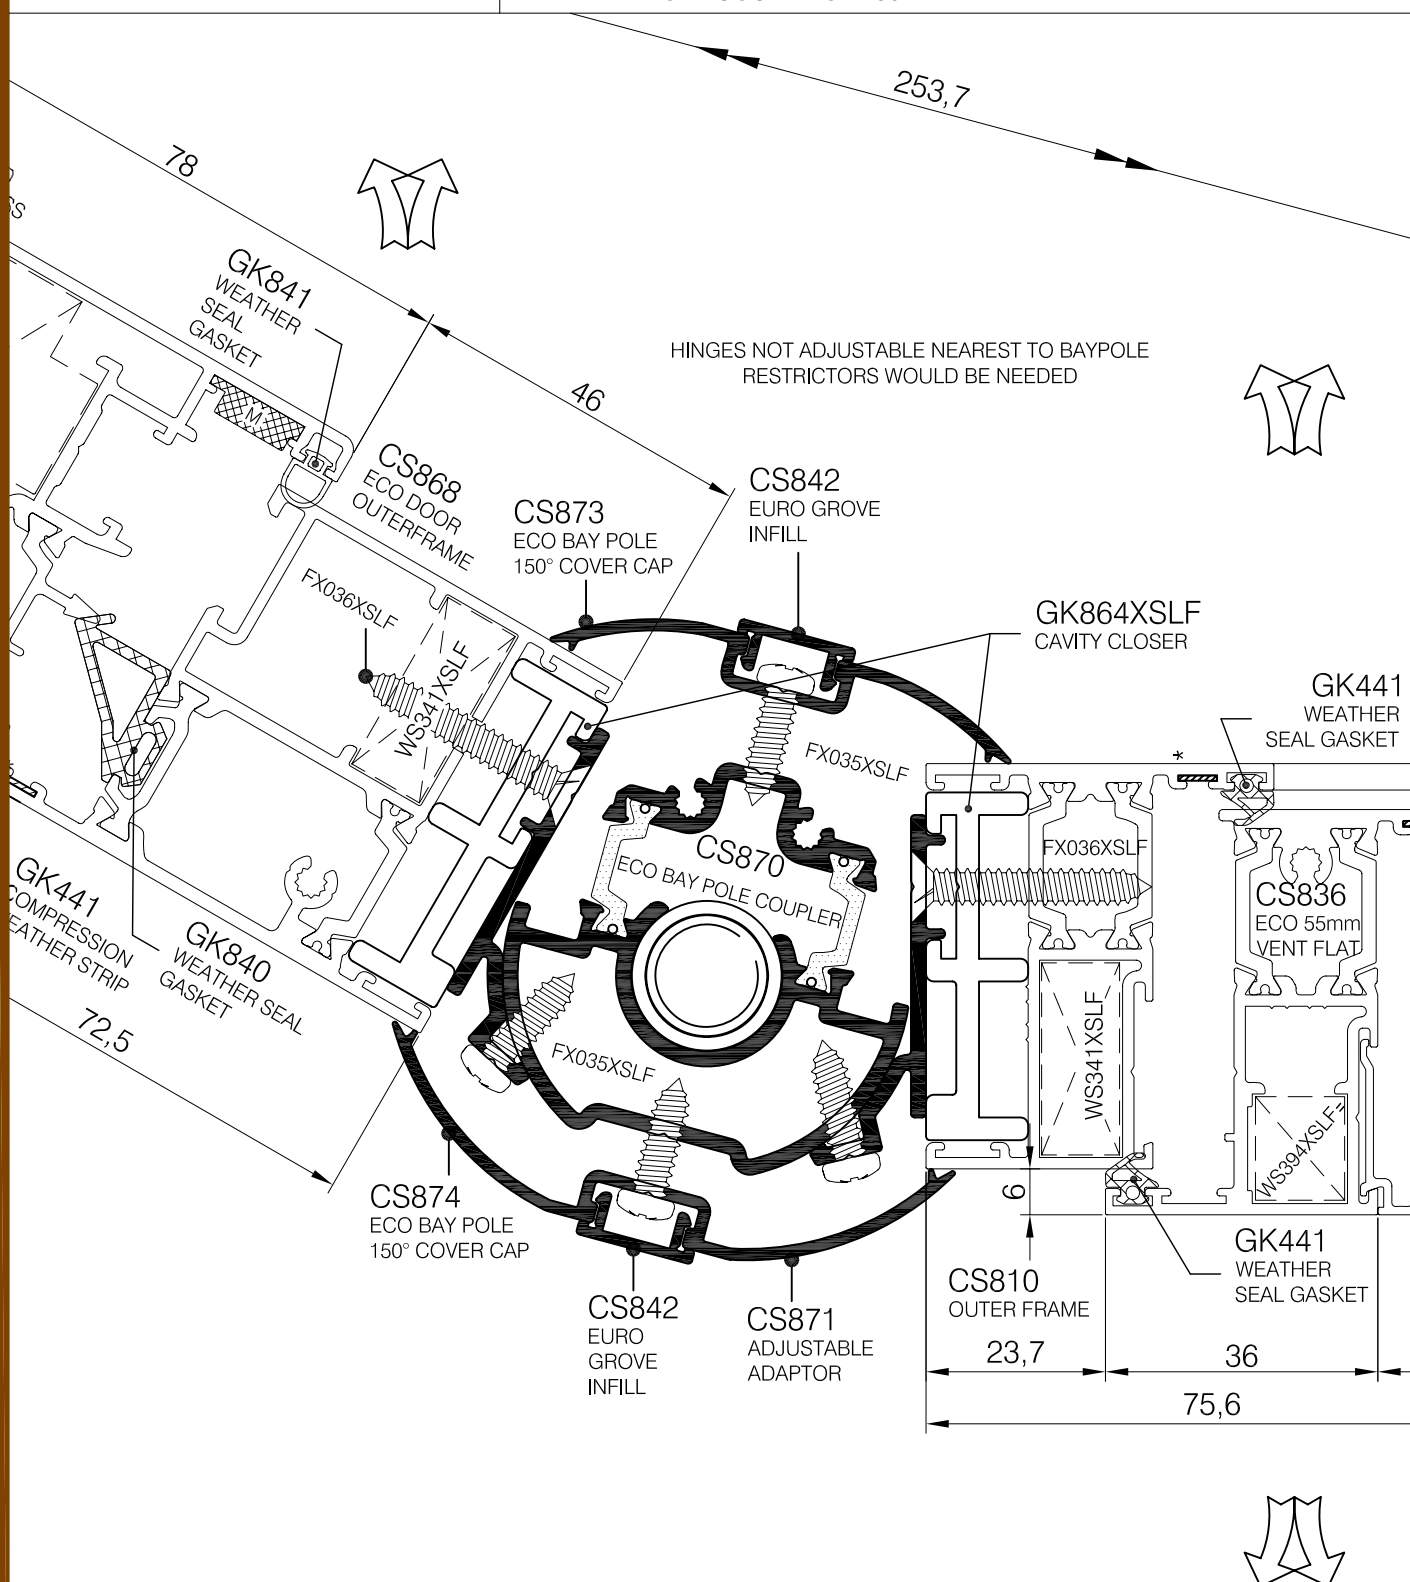 253,7
78
SS
GK841
WEATHER
SEAL
GASKET
46
HINGES NOT ADJUSTABLE NEAREST TO BAYPOLE
RESTRICTORS WOULD BE NEEDED
M
CS868
ECO DOOR
OUTERFRAME
CS873
ECO BAY POLE
150° COVER CAP
CS842
EURO GROVE
INFILL
FX036XSLF
WS341XSLF
GK864XSLF
CAVITY CLOSER
GK441
WEATHER
SEAL GASKET
*
FX035XSLF
CS870
ECO BAY POLE COUPLER
FX036XSLF
CS836
ECO 55mm
VENT FLAT
GK441
COMPRESSION
WEATHER STRIP
GK840
WEATHER SEAL
GASKET
72,5
FX035XSLF
WS341XSLF
WS394XSLF
CS874
ECO BAY POLE
150° COVER CAP
6
GK441
WEATHER
SEAL GASKET
CS810
OUTER FRAME
CS842
EURO
GROVE
INFILL
CS871
ADJUSTABLE
ADAPTOR
23,7
36
75,6